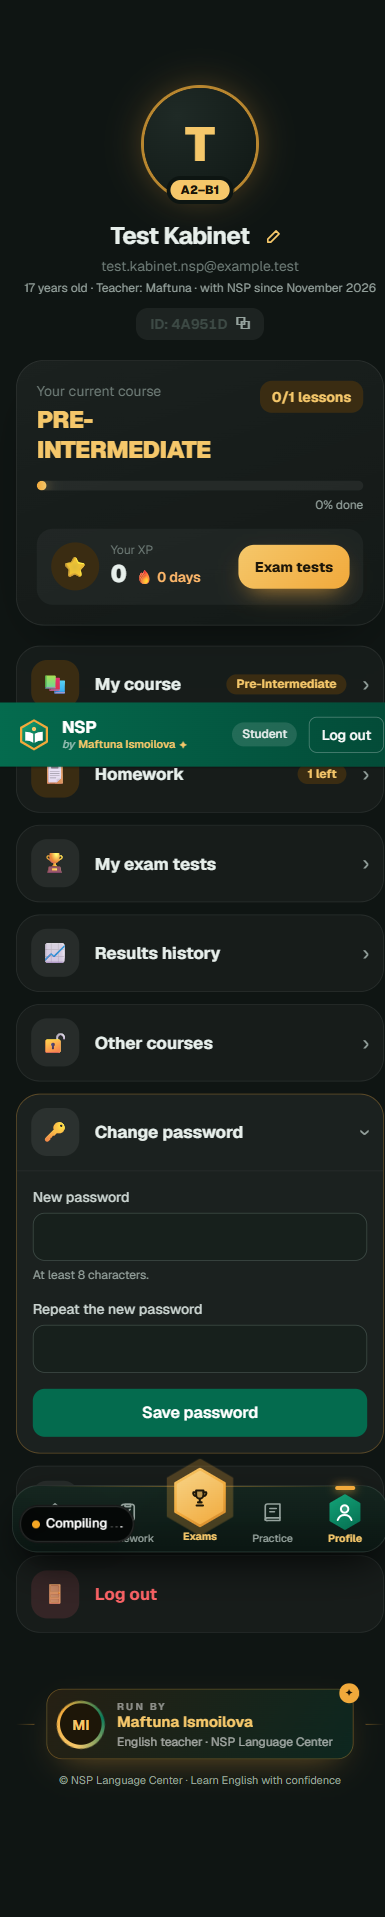 T
A2–B1
Test Kabinet
test.kabinet.nsp@example.test
17 years old · Teacher: Maftuna · with NSP since November 2026
ID: 4A951D
Your current course
0/1 lessons
PRE-
INTERMEDIATE
0% done
Your XP
0 🔥 0 days
Exam tests
My course
Pre-Intermediate
NSP
by Maftuna Ismoilova
Student
Log out
Homework
1 left
My exam tests
Results history
Other courses
Change password
New password
At least 8 characters.
Repeat the new password
Save password
Compiling ...
Exams
Practice
Profile
Log out
MI
RUN BY
Maftuna Ismoilova
English teacher · NSP Language Center
© NSP Language Center · Learn English with confidence